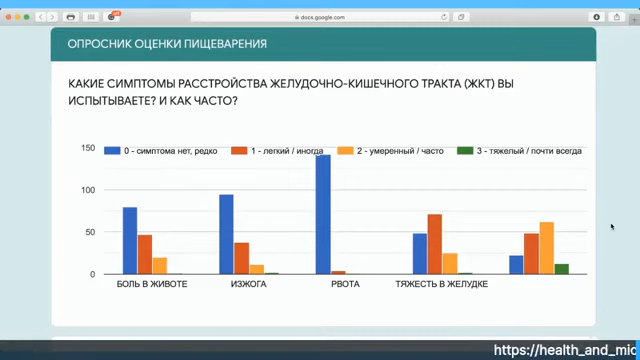 docs.google.com
ОПРОСНИК ОЦЕНКИ ПИЩЕВАРЕНИЯ
КАКИЕ СИМПТОМЫ РАССТРОЙСТВА ЖЕЛУДОЧНО-КИШЕЧНОГО ТРАКТА (ЖКТ) ВЫ
ИСПЫТЫВАЕТЕ? И КАК ЧАСТО?
150
0 - симптома нет, редко 1 - легкий / иногда 2 - умеренный / часто 3 - тяжелый / почти всегда
100
50
0
БОЛЬ В ЖИВОТЕ ИЗЖОГА РВОТА ТЯЖЕСТЬ В ЖЕЛУДКЕ
https://health_and_mic